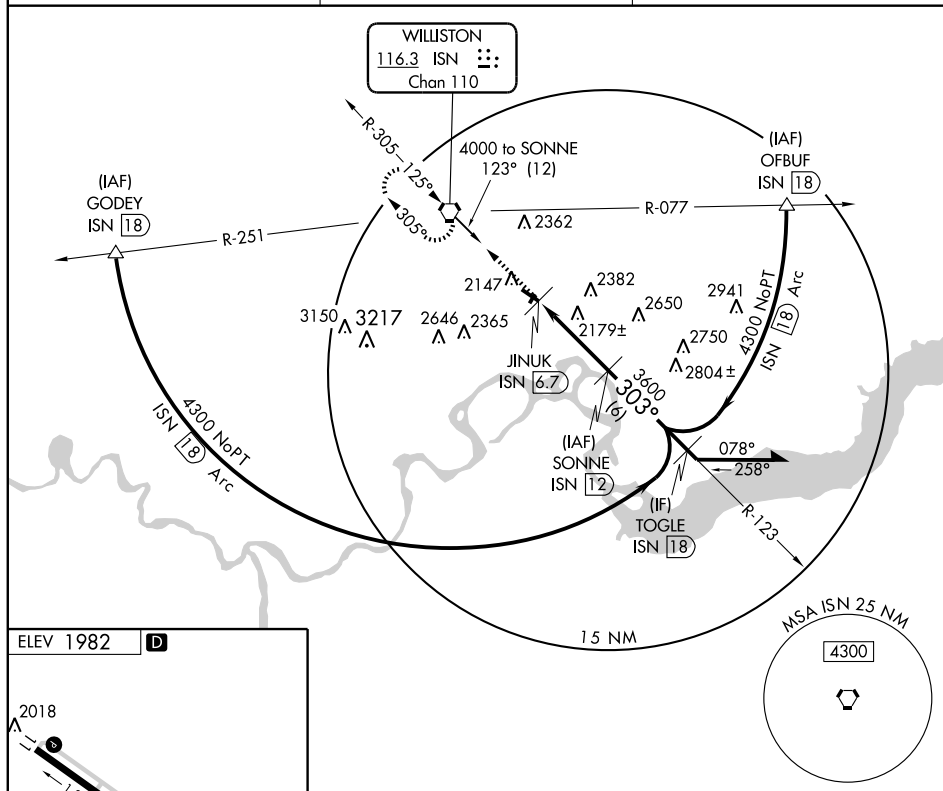 WILLISTON
116.3 ISN
Chan 110
R-305
125°
305°
4000 to SONNE
123° (12)
(IAF)
OFBUF
ISN 18
(IAF)
GODEY
ISN 18
R-251
R-077
2362
2147
2382
2179±
2650
2941
2750
2804±
3150
3217
2646
2365
JINUK
ISN 6.7
4300 NoPT
ISN 18 Arc
4300 NoPT
ISN 18 Arc
3600
303°
(6)
(IAF)
SONNE
ISN 12
078°
258°
(IF)
TOGLE
ISN 18
R-123
15 NM
MSA ISN 25 NM
4300
ELEV 1982 D
2018
P